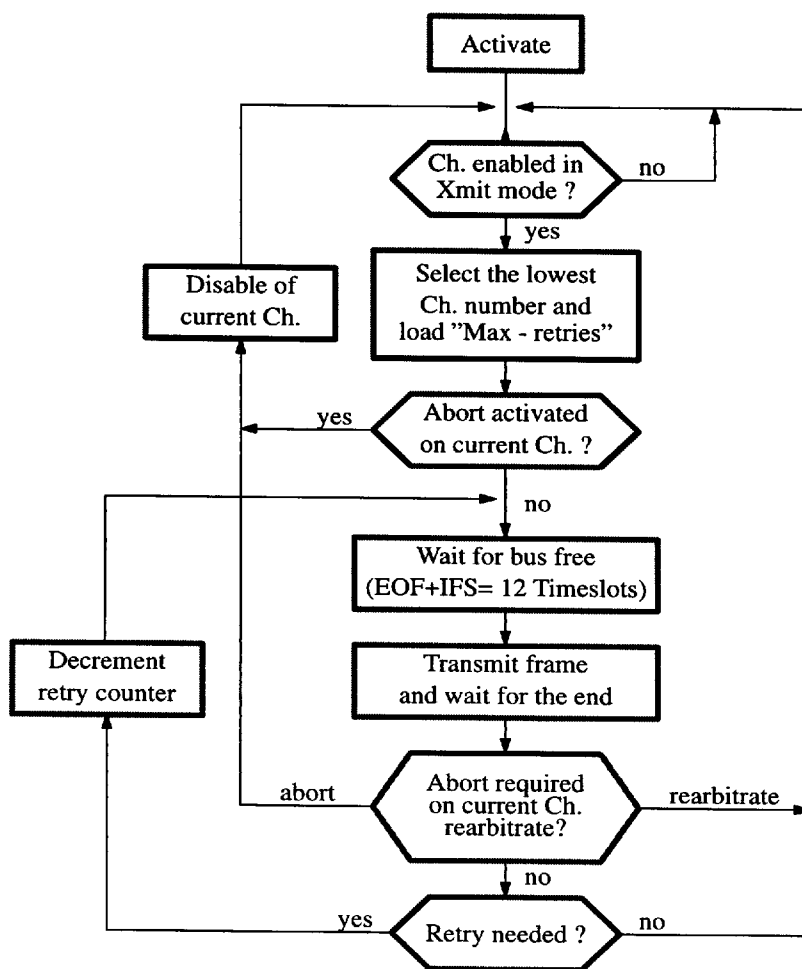 Activate
Ch. enabled in
Xmit mode ?
no
yes
Select the lowest
Ch. number and
load "Max - retries"
Disable of
current Ch.
Abort activated
on current Ch. ?
yes
no
Wait for bus free
(EOF+IFS= 12 Timeslots)
Decrement
retry counter
Transmit frame
and wait for the end
Abort required
on current Ch.
rearbitrate?
abort
rearbitrate
no
Retry needed ?
yes
no